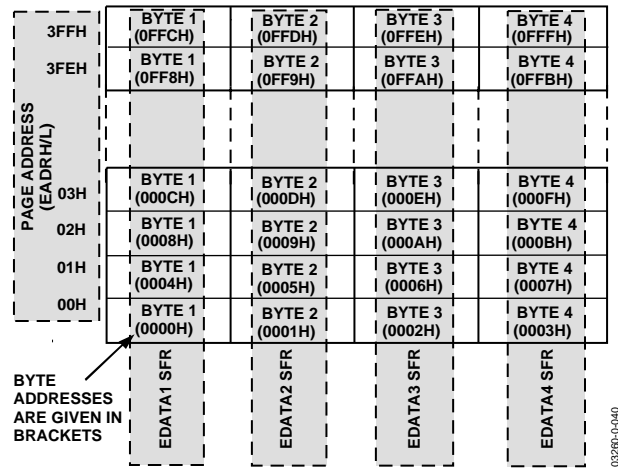 3FFH
BYTE 1
(0FFCH)
BYTE 2
(0FFDH)
BYTE 3
(0FFEH)
BYTE 4
(0FFFH)
3FEH
BYTE 1
(0FF8H)
BYTE 2
(0FF9H)
BYTE 3
(0FFAH)
BYTE 4
(0FFBH)
PAGE ADDRESS
(EADRH/L)
03H
BYTE 1
(000CH)
BYTE 2
(000DH)
BYTE 3
(000EH)
BYTE 4
(000FH)
02H
BYTE 1
(0008H)
BYTE 2
(0009H)
BYTE 3
(000AH)
BYTE 4
(000BH)
01H
BYTE 1
(0004H)
BYTE 2
(0005H)
BYTE 3
(0006H)
BYTE 4
(0007H)
00H
BYTE 1
(0000H)
BYTE 2
(0001H)
BYTE 3
(0002H)
BYTE 4
(0003H)
BYTE
ADDRESSES
ARE GIVEN IN
BRACKETS
EDATA1 SFR
EDATA2 SFR
EDATA3 SFR
EDATA4 SFR
03260-0-040